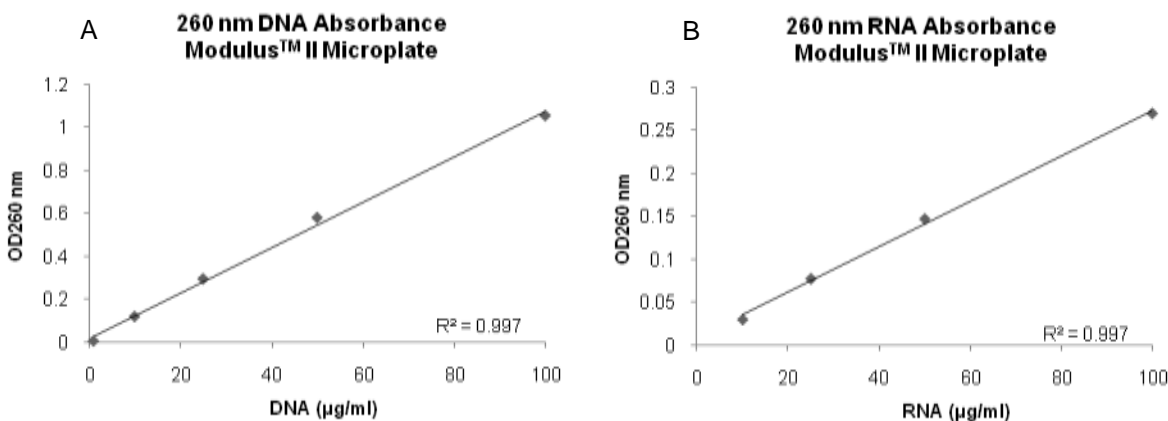 A
260 nm DNA Absorbance
Modulus™ II Microplate
1.2
1
0.8
0.6
0.4
0.2
0
OD260 nm
R² = 0.997
0 20 40 60 80 100
DNA (µg/ml)
B
260 nm RNA Absorbance
Modulus™ II Microplate
0.3
0.25
0.2
0.15
0.1
0.05
0
OD260 nm
R² = 0.997
0 20 40 60 80 100
RNA (µg/ml)